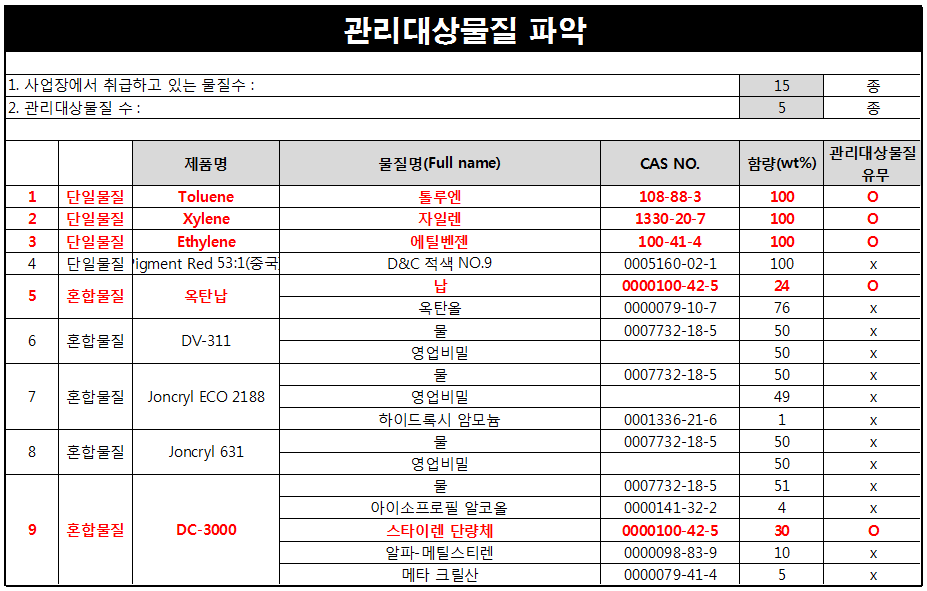 관리대상물질 파악
1. 사업장에서 취급하고 있는 물질수 : 15 종
2. 관리대상물질 수 : 5 종
제품명 물질명(Full name) CAS NO. 함량(wt%) 관리대상물질
유무
1 단일물질 Toluene 톨루엔 108-88-3 100 O
2 단일물질 Xylene 자일렌 1330-20-7 100 O
3 단일물질 Ethylene 에틸벤젠 100-41-4 100 O
4 단일물질 Pigment Red 53:1(중국 D&C 적색 NO.9 0005160-02-1 100 x
5 혼합물질 옥탄납 납 0000100-42-5 24 O
옥탄올 0000079-10-7 76 x
6 혼합물질 DV-311 물 0007732-18-5 50 x
영업비밀 50 x
7 혼합물질 Joncryl ECO 2188 물 0007732-18-5 50 x
영업비밀 49 x
하이드록시 암모늄 0001336-21-6 1 x
8 혼합물질 Joncryl 631 물 0007732-18-5 50 x
영업비밀 50 x
9 혼합물질 DC-3000 물 0007732-18-5 51 x
아이소프로필 알코올 0000141-32-2 4 x
스타이렌 단량체 0000100-42-5 30 O
알파-메틸스티렌 0000098-83-9 10 x
메타 크릴산 0000079-41-4 5 x